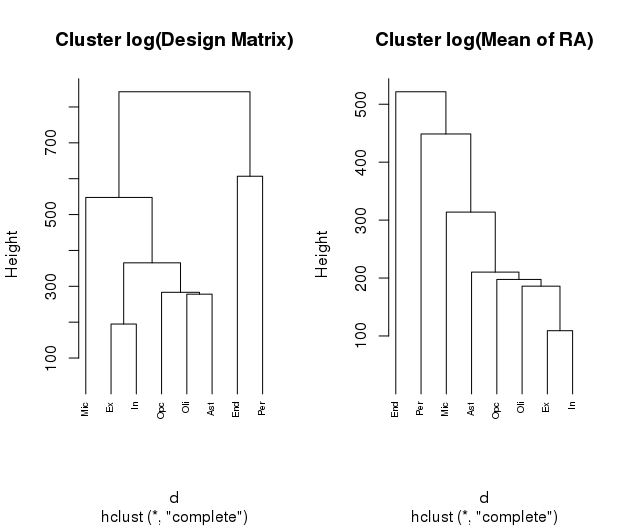 Cluster log(Design Matrix)
Height
700
500
300
100
Mic
Ex
In
Opc
Oli
Ast
End
Per
d
hclust (*, "complete")
Cluster log(Mean of RA)
Height
500
400
300
200
100
End
Per
Mic
Ast
Opc
Oli
Ex
In
d
hclust (*, "complete")